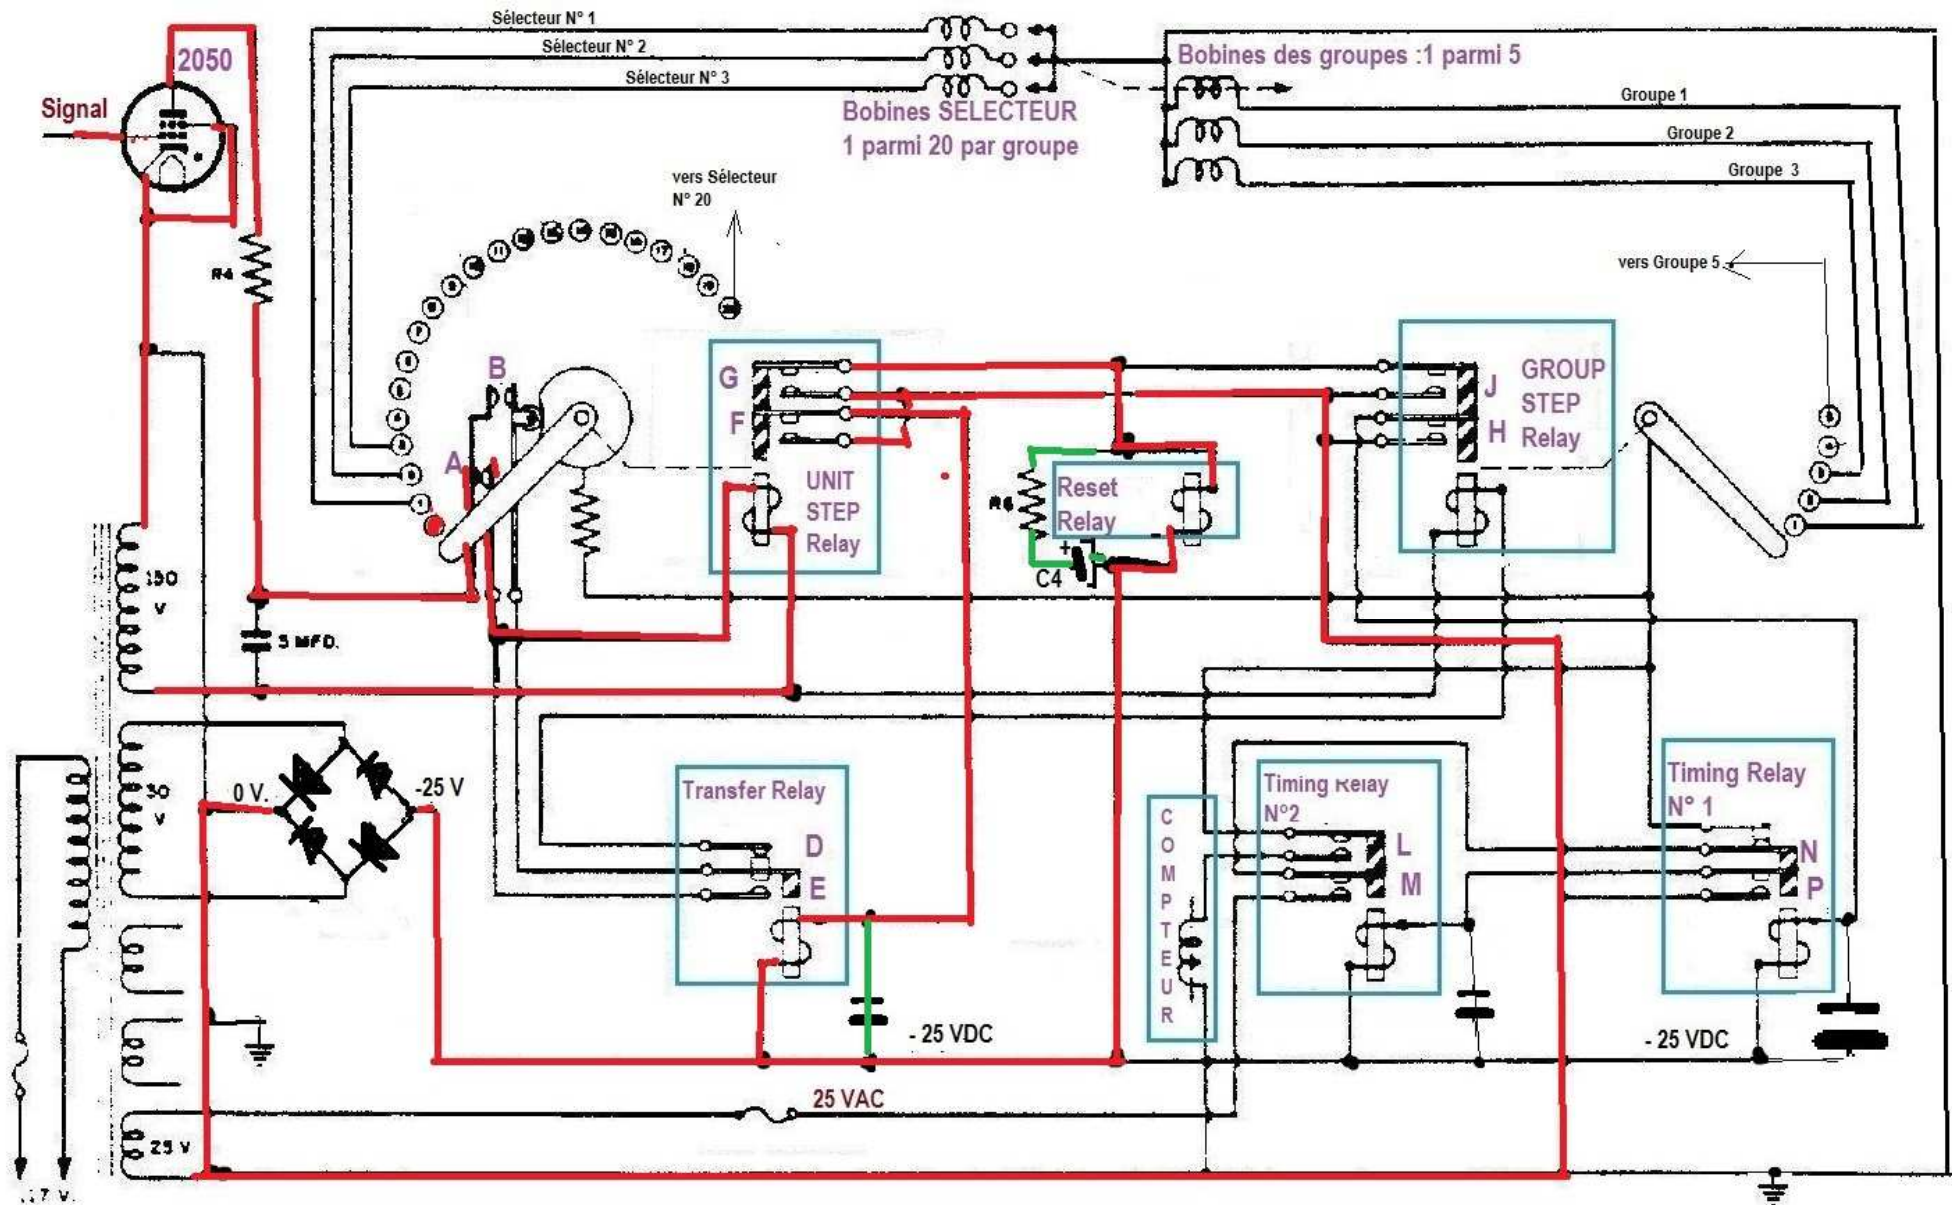 Sélecteur N° 1
Sélecteur N° 2
Sélecteur N° 3
2050
Signal
Bobines des groupes :1 parmi 5
Groupe 1
Groupe 2
Groupe 3
Bobines SELECTEUR
1 parmi 20 par groupe
vers Sélecteur
N° 20
vers Groupe 5
R4
11
17
B
A
G
F
UNIT
STEP
Relay
J
H
GROUP
STEP
Relay
Reset
Relay
R6
+
-
C4
150
V
5 MFD.
30
V
0 V.
-25 V
Transfer Relay
D
E
COMPTEUR
Timing Relay
N°2
L
M
Timing Relay
N° 1
N
P
- 25 VDC
- 25 VDC
25 VAC
25 V